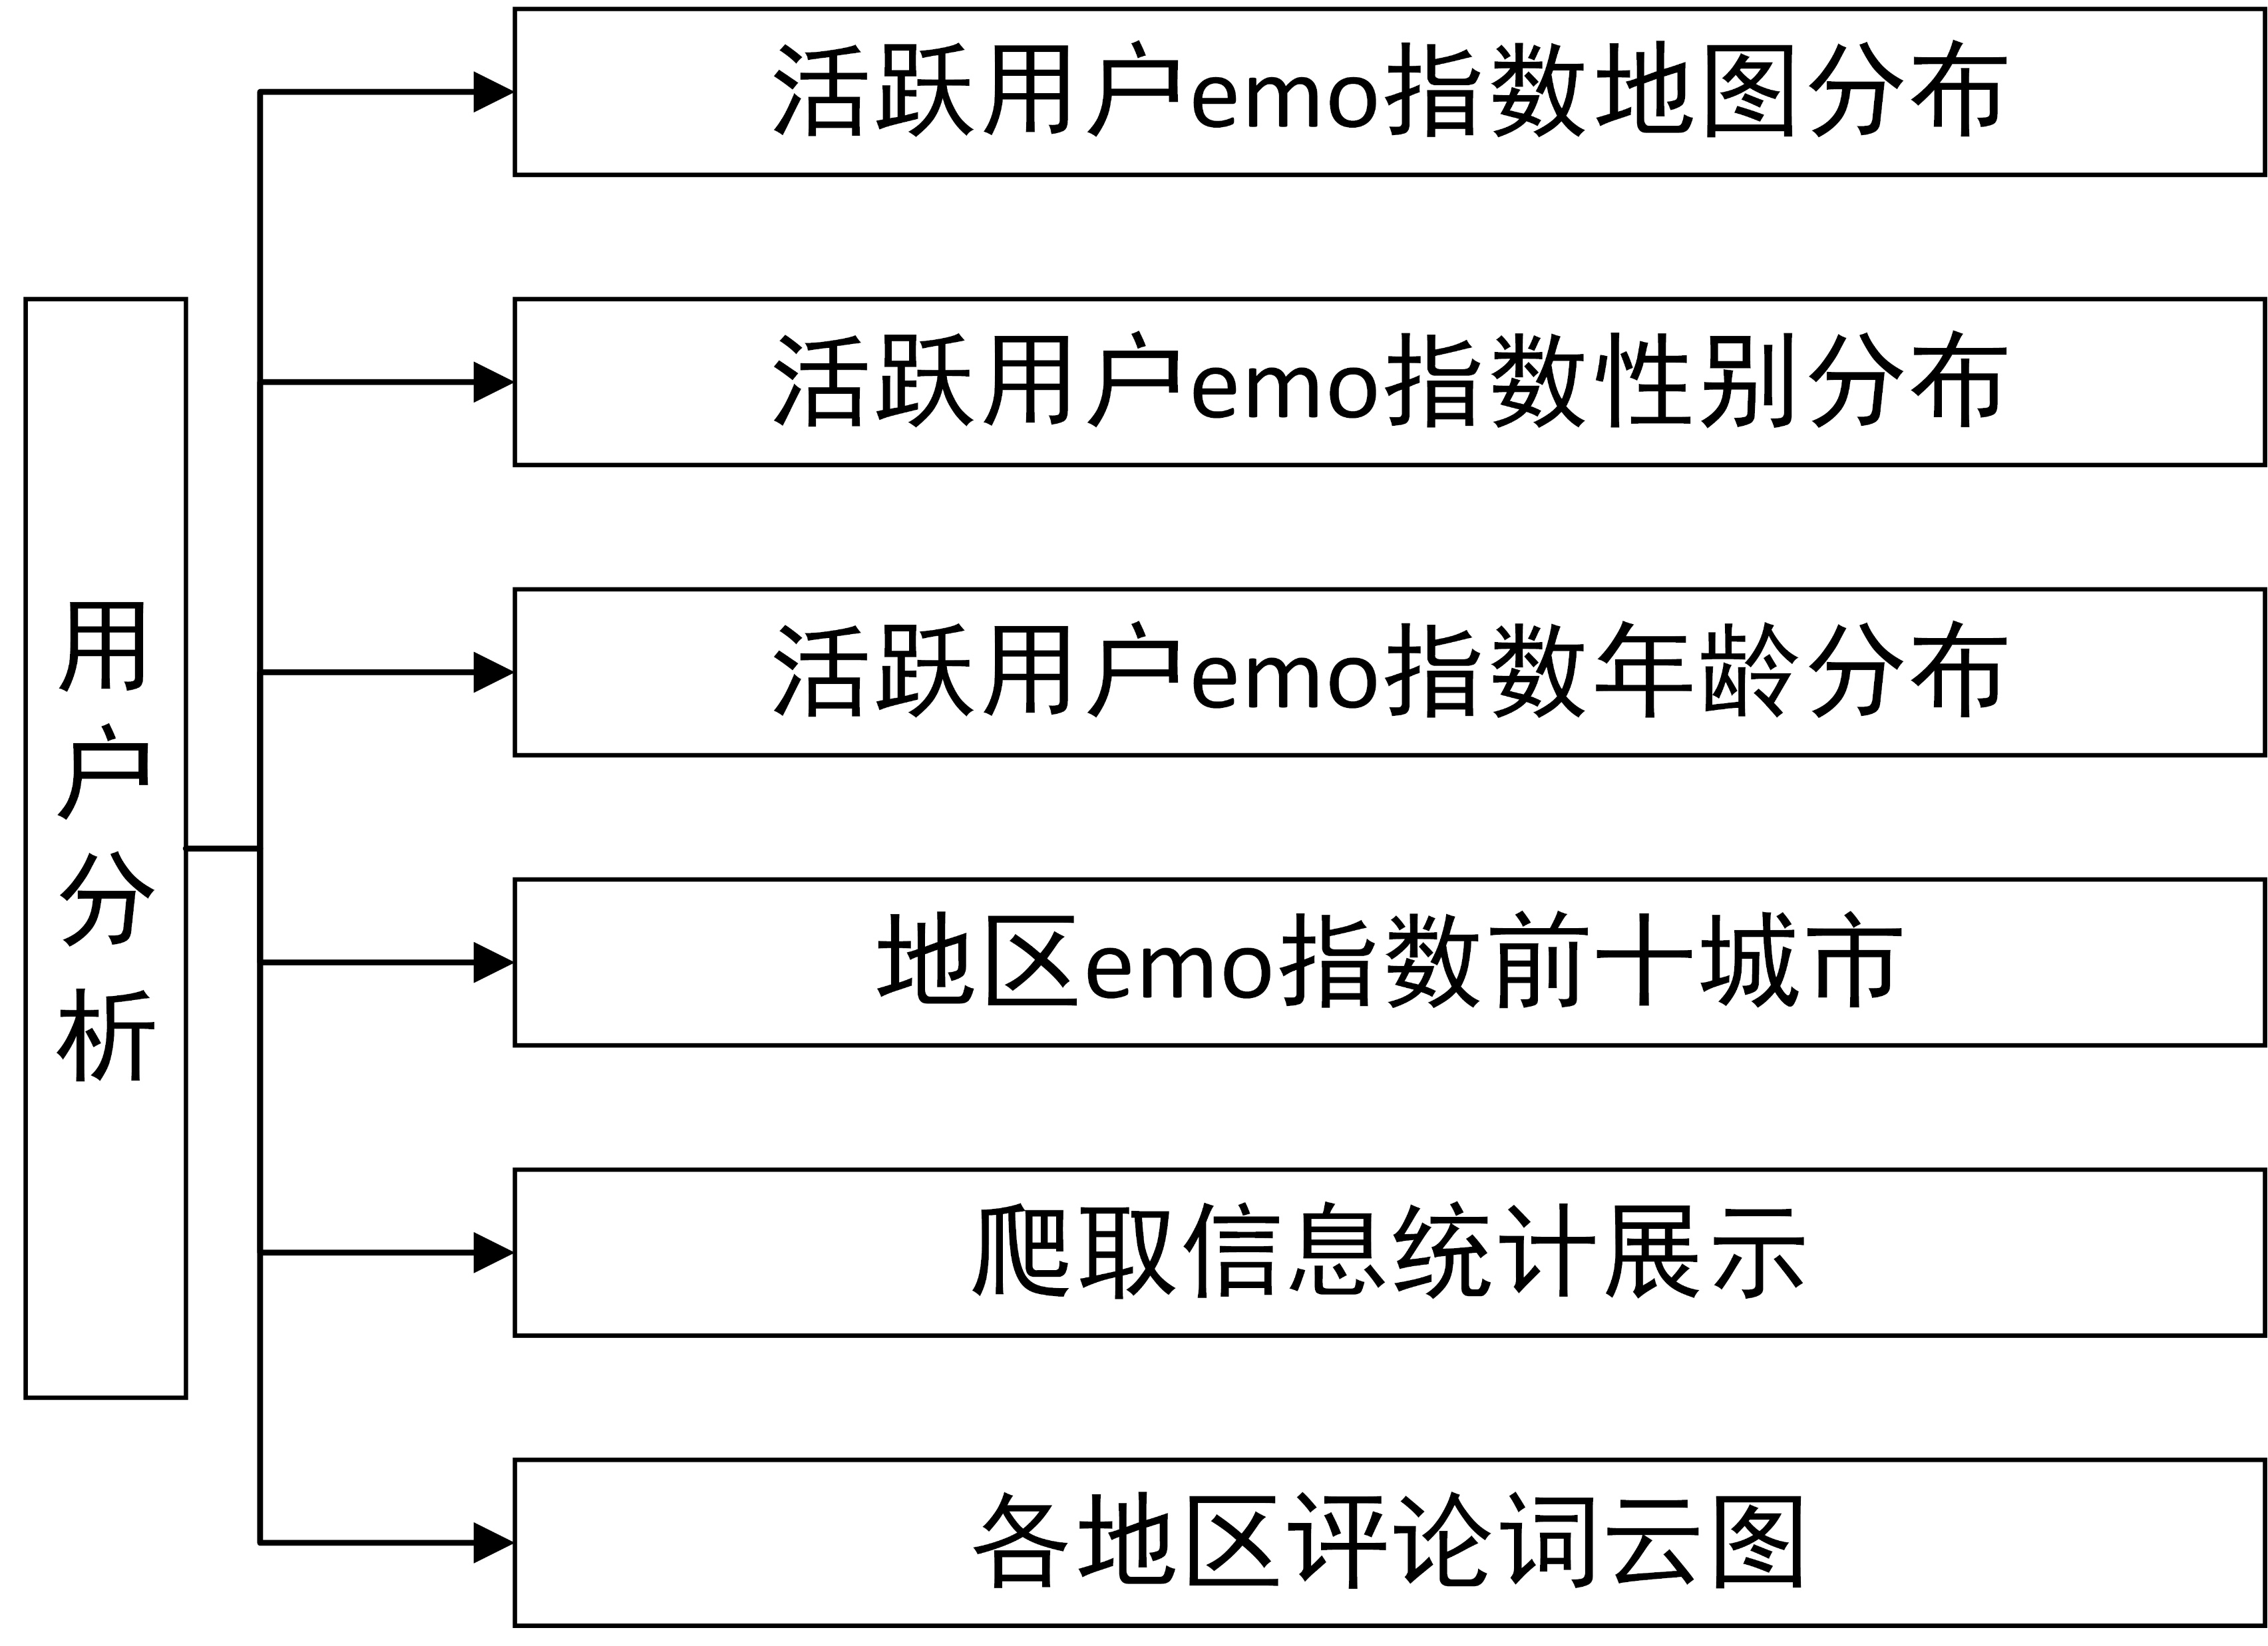 用户分析
活跃用户emo指数地图分布
活跃用户emo指数性别分布
活跃用户emo指数年龄分布
地区emo指数前十城市
爬取信息统计展示
各地区评论词云图